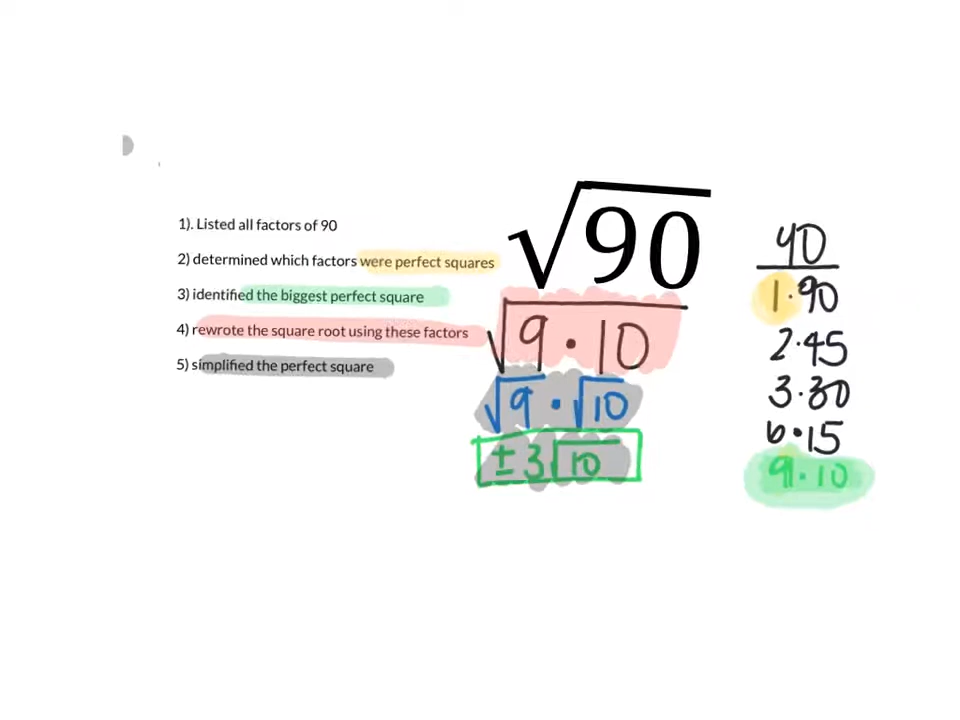 1). Listed all factors of 90
2) determined which factors were perfect squares
3) identified the biggest perfect square
4) rewrote the square root using these factors
5) simplified the perfect square
√90
√9·10
√9·√10
±3√10
90
1·90
2·45
3·30
6·15
9·10